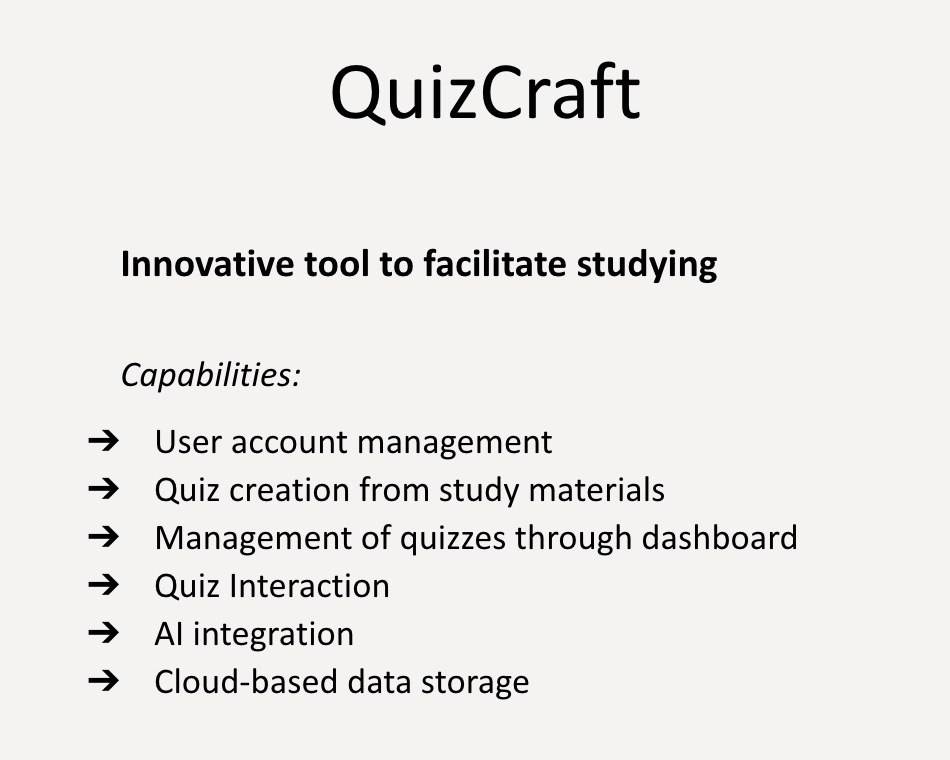 QuizCraft
Innovative tool to facilitate studying
Capabilities:
➔ User account management
➔ Quiz creation from study materials
➔ Management of quizzes through dashboard
➔ Quiz Interaction
➔ AI integration
➔ Cloud-based data storage